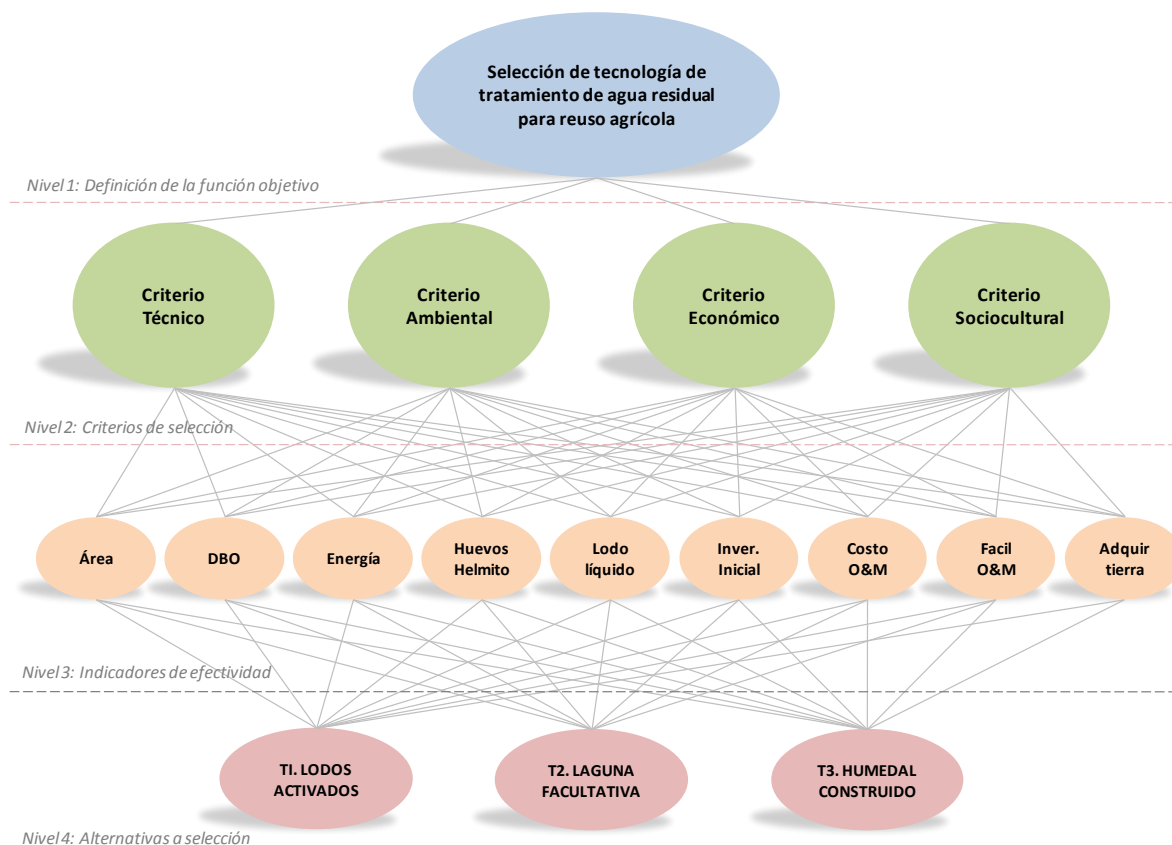 Selección de tecnología de
tratamiento de agua residual
para reuso agrícola
Nivel 1: Definición de la función objetivo
Criterio
Técnico
Criterio
Ambiental
Criterio
Económico
Criterio
Sociocultural
Nivel 2: Criterios de selección
Área
DBO
Energía
Huevos
Helmito
Lodo
líquido
Inver.
Inicial
Costo
O&M
Facil
O&M
Adquir
tierra
Nivel 3: Indicadores de efectividad
TI. LODOS
ACTIVADOS
T2. LAGUNA
FACULTATIVA
T3. HUMEDAL
CONSTRUIDO
Nivel 4: Alternativas a selección